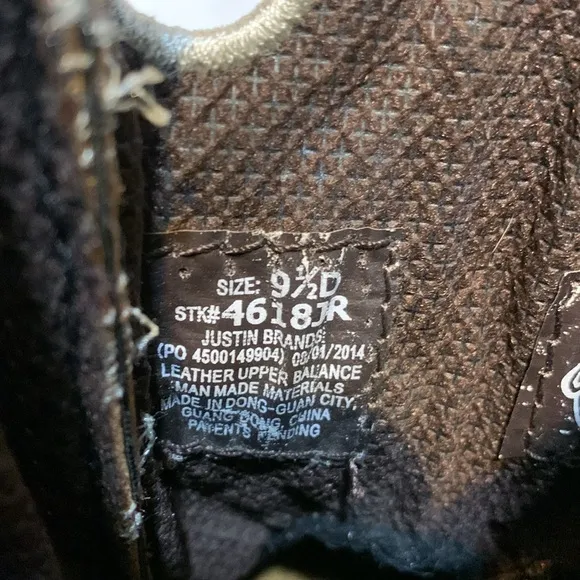 SIZE: 9½D
STK# 4618JR
JUSTIN BRANDS
(PO 4500149904) 08/01/2014
LEATHER UPPER BALANCE
MAN MADE MATERIALS
MADE IN DONG-GUAN CITY,
GUANG DONG, CHINA
PATENTS PENDING